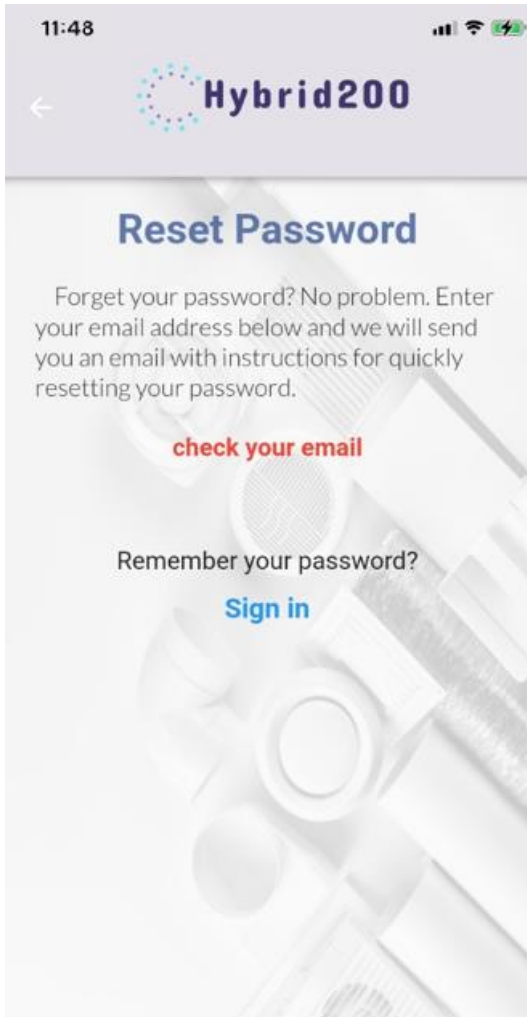 11:48
Hybrid200
Reset Password
Forget your password? No problem. Enter
your email address below and we will send
you an email with instructions for quickly
resetting your password.
check your email
Remember your password?
Sign in